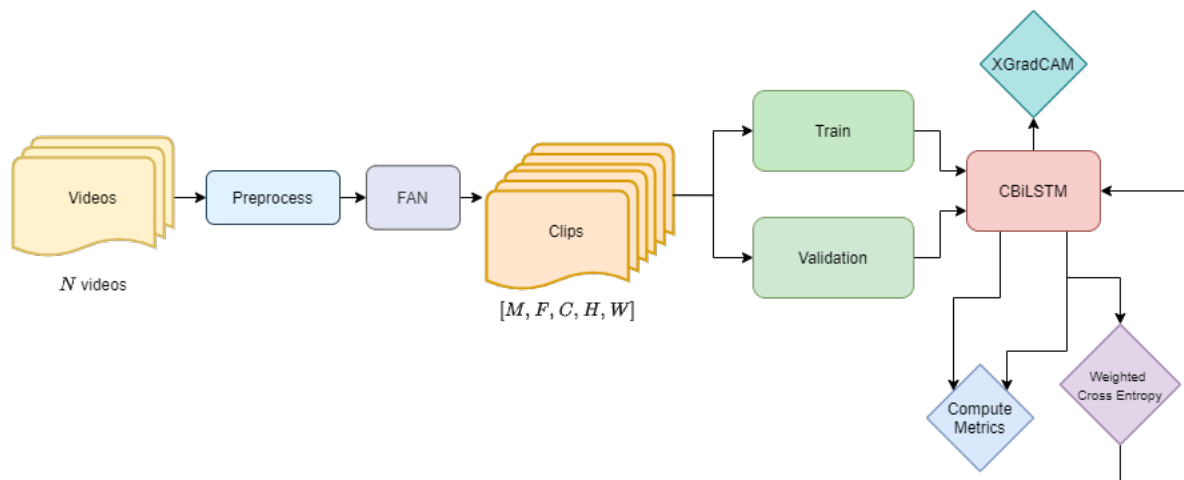 XGradCAM
Train
Videos
Preprocess
FAN
Clips
CBiLSTM
Validation
N videos
[M, F, C, H, W]
Weighted
Cross Entropy
Compute
Metrics